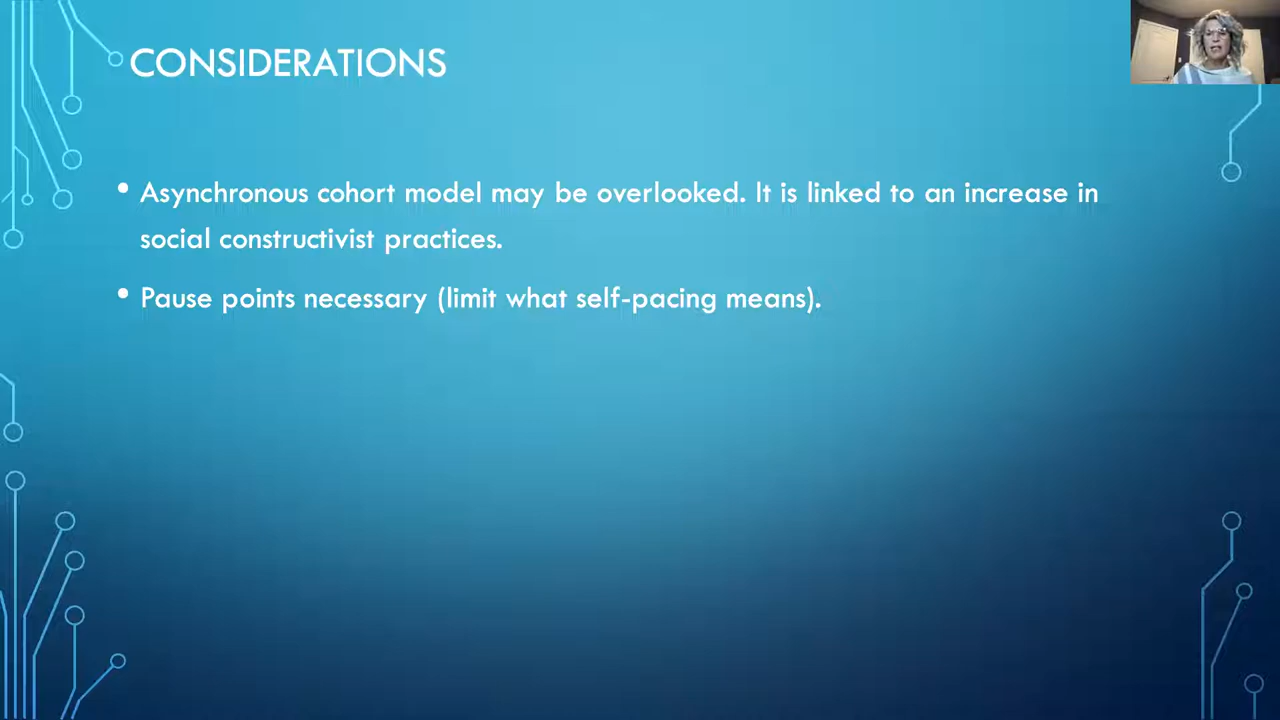 CONSIDERATIONS
• Asynchronous cohort model may be overlooked. It is linked to an increase in
social constructivist practices.
• Pause points necessary (limit what self-pacing means).